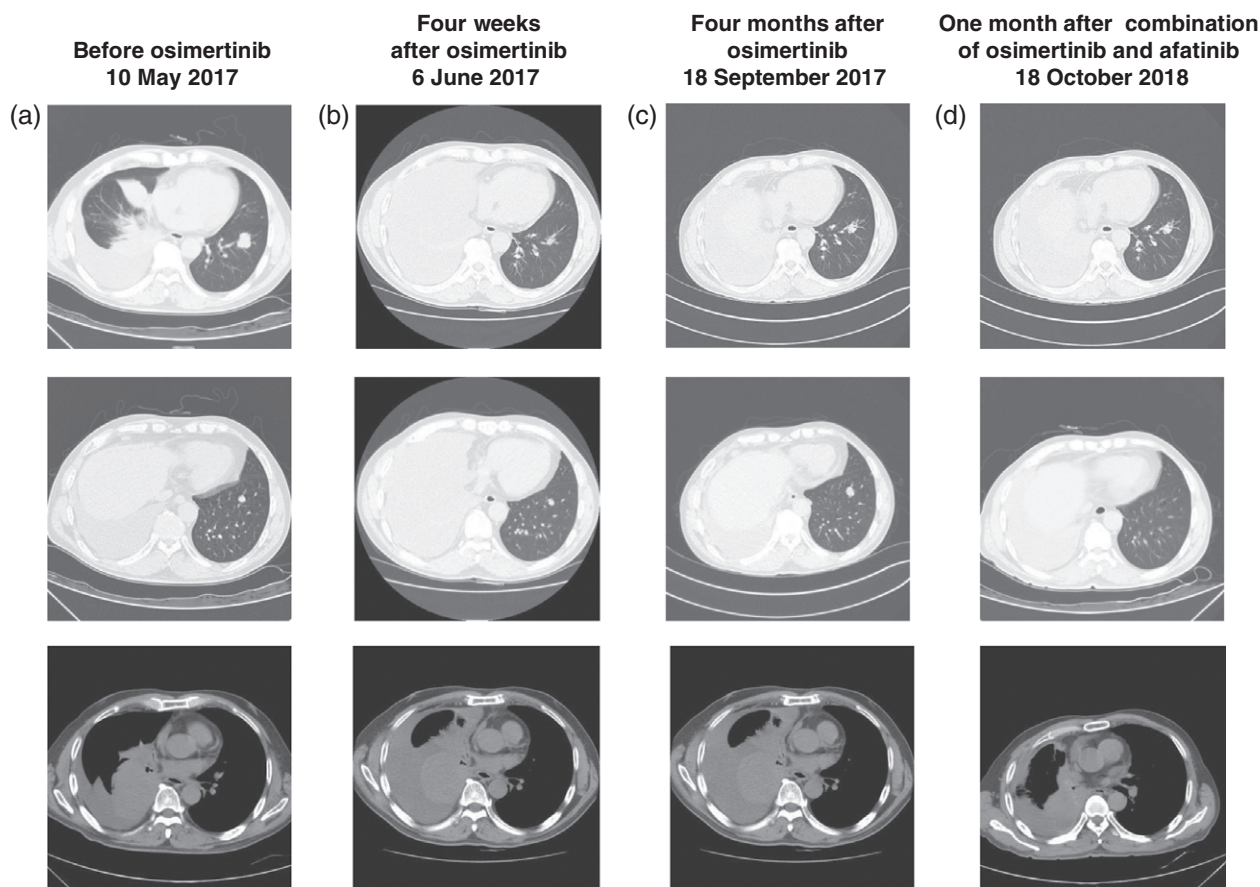 Before osimertinib
10 May 2017
Four weeks
after osimertinib
6 June 2017
Four months after
osimertinib
18 September 2017
One month after combination
of osimertinib and afatinib
18 October 2018
(a)
(b)
(c)
(d)